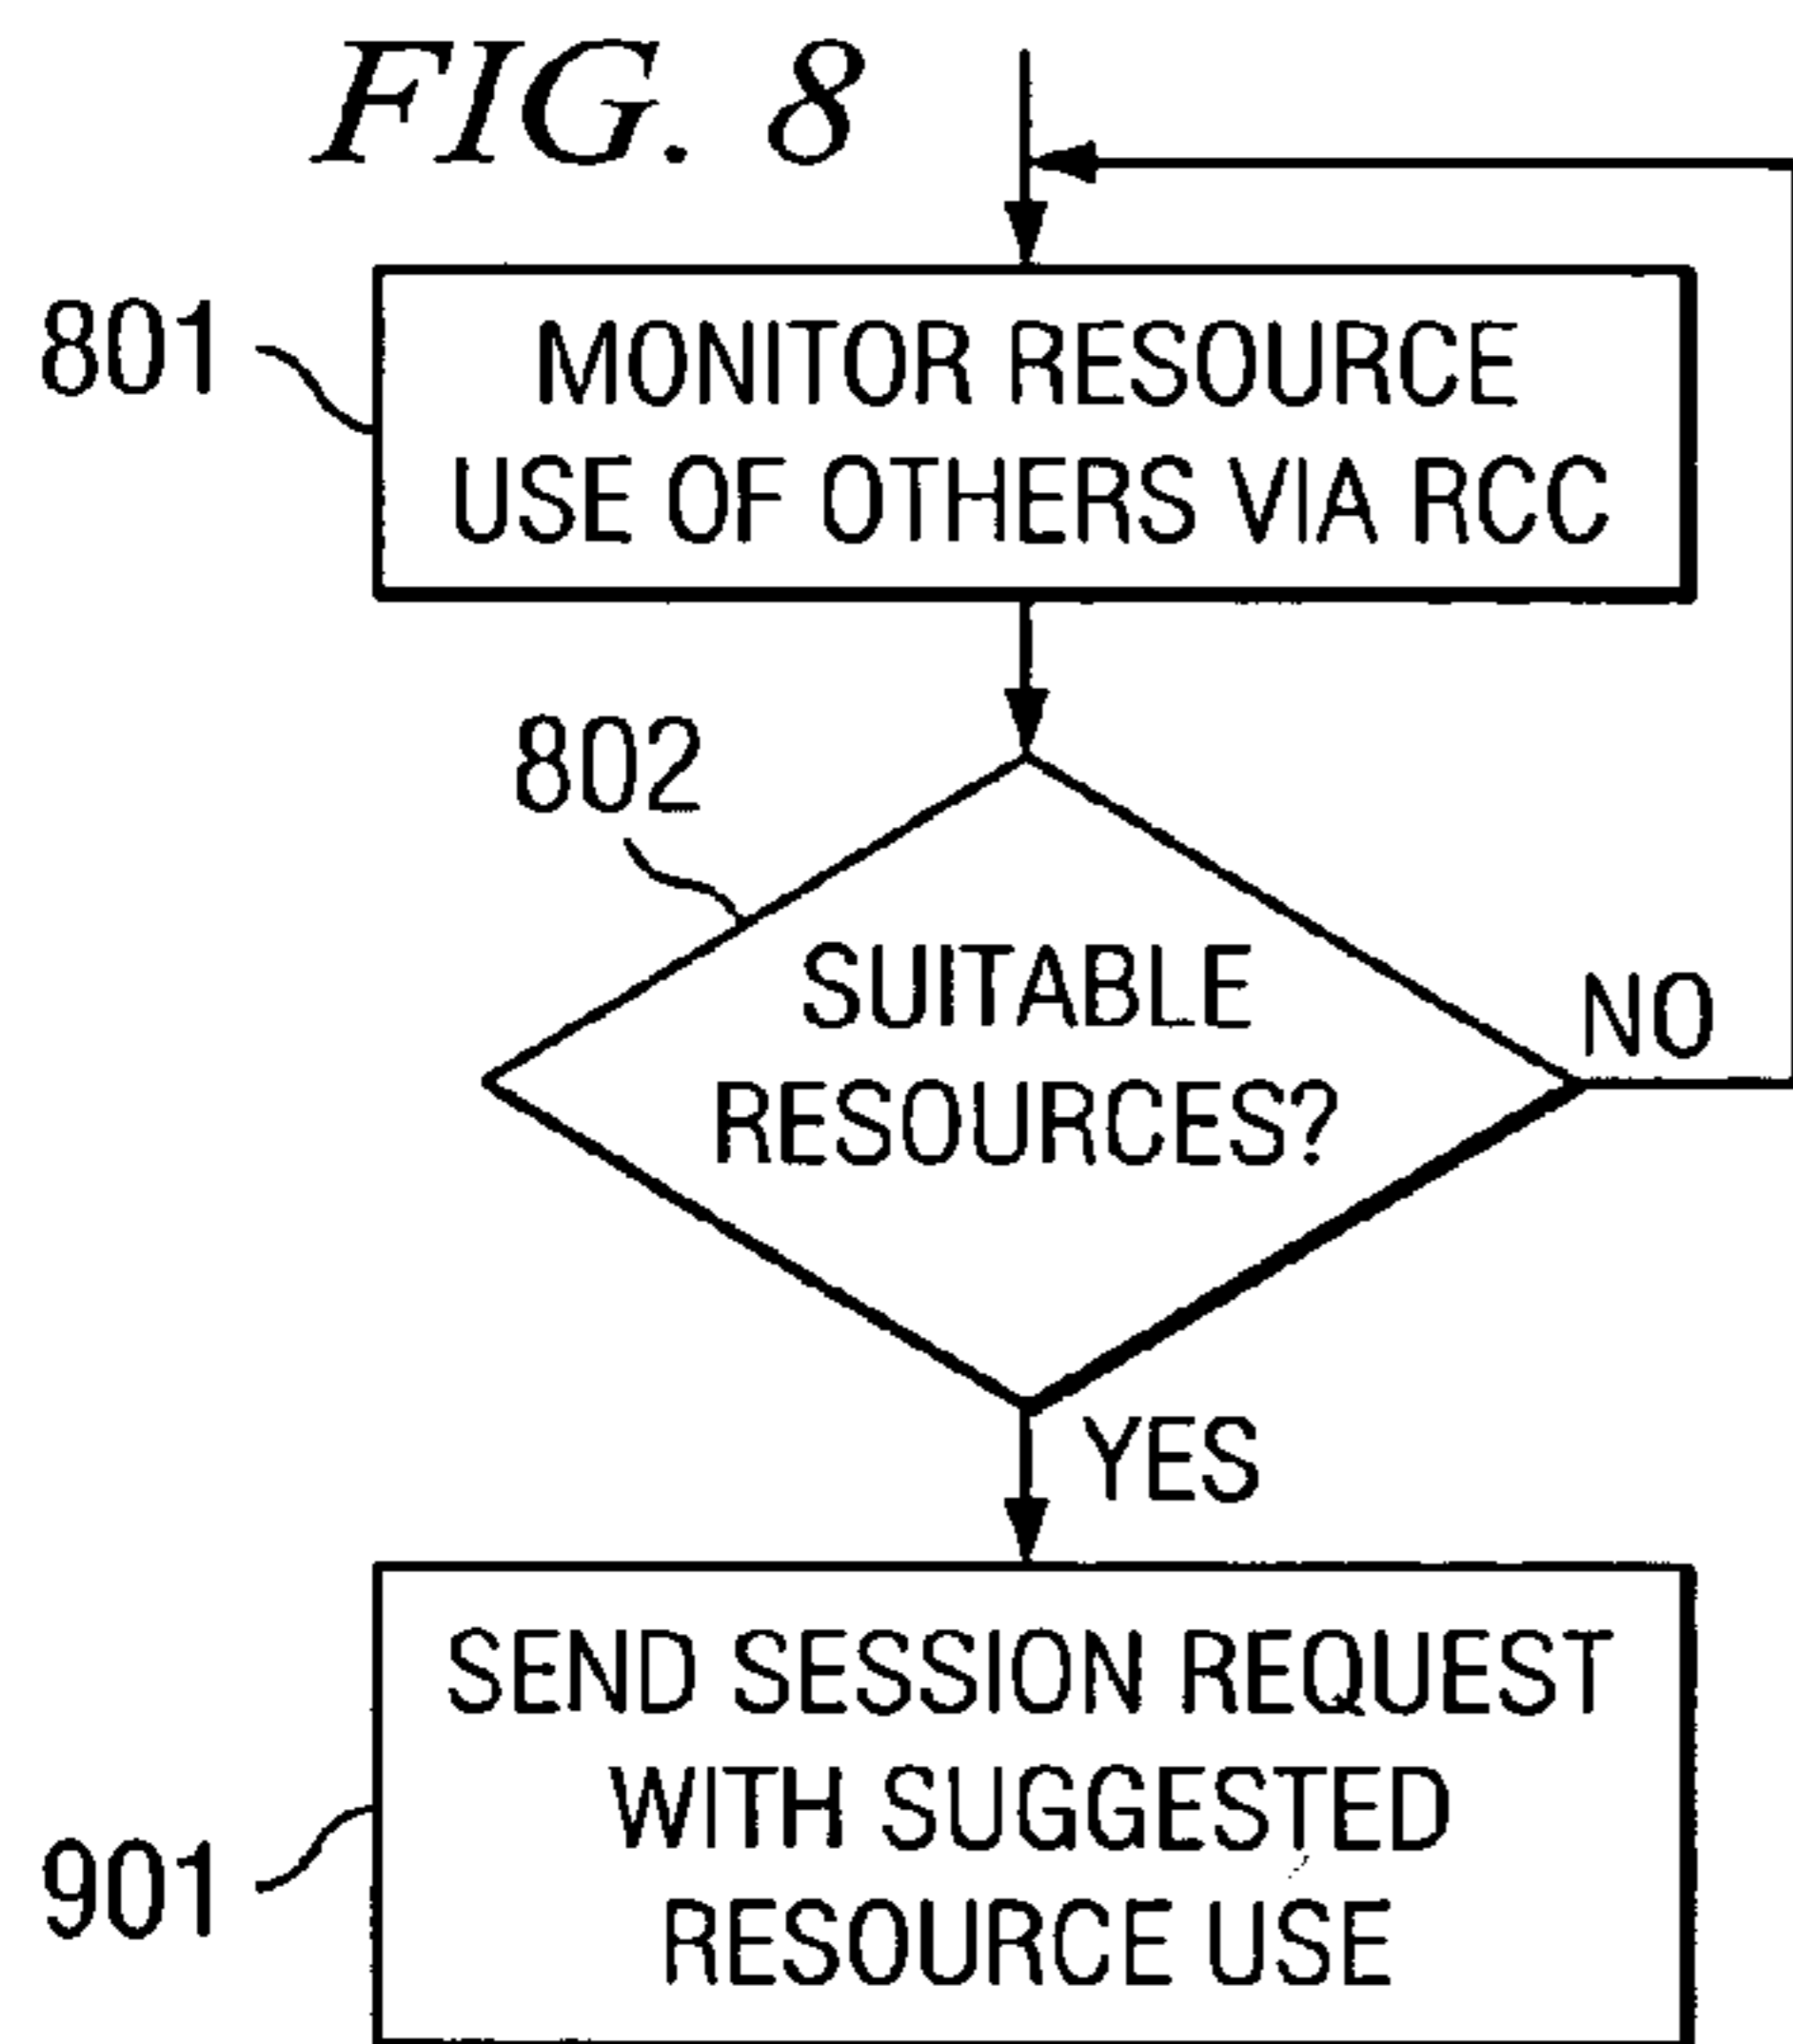 FIG. 8
801
MONITOR RESOURCE
USE OF OTHERS VIA RCC
802
SUITABLE
RESOURCES?
NO
YES
SEND SESSION REQUEST
WITH SUGGESTED
RESOURCE USE
901